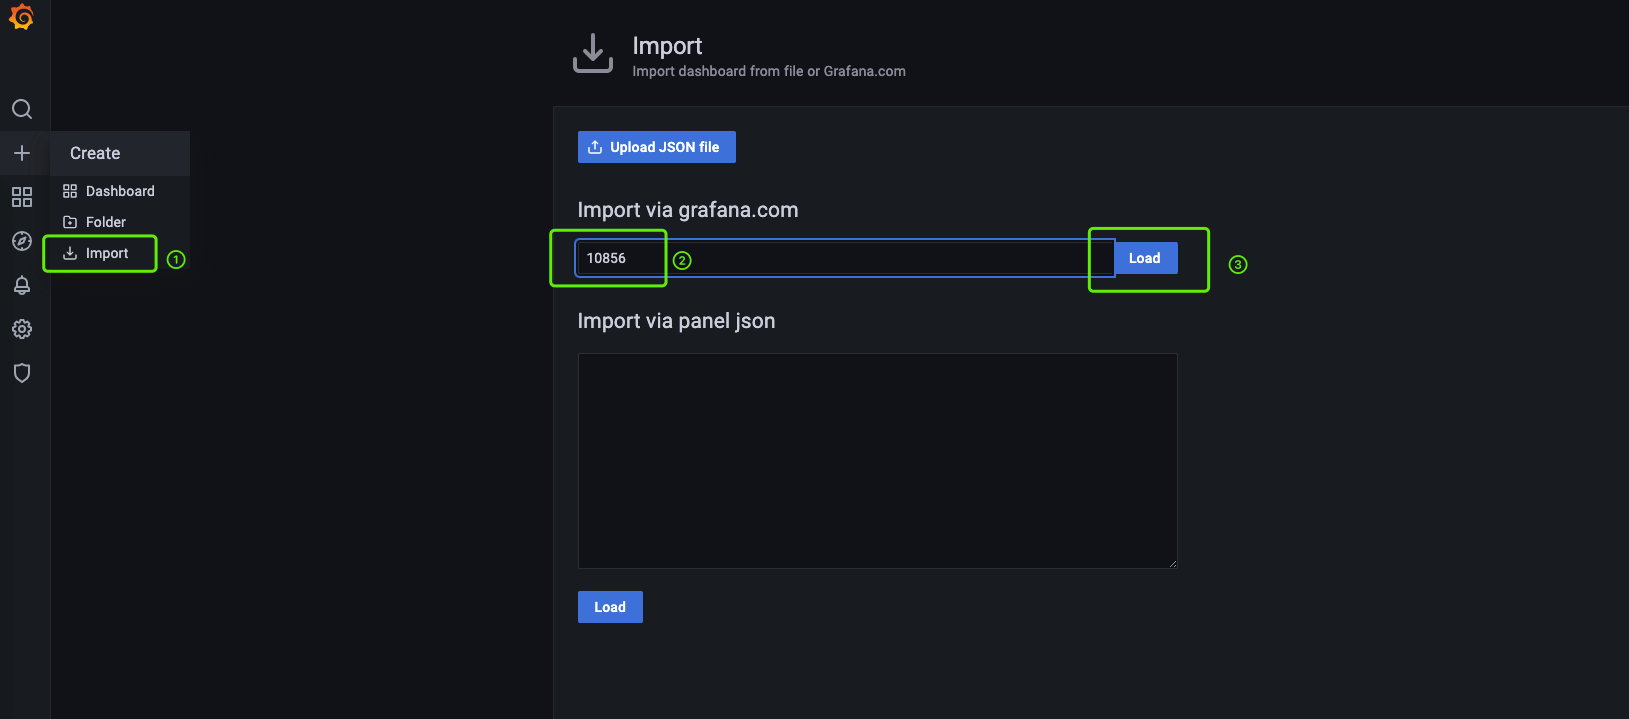 Import
Import dashboard from file or Grafana.com
Create
Dashboard
Folder
Import
1
Upload JSON file
Import via grafana.com
10856
2
Load
3
Import via panel json
Load